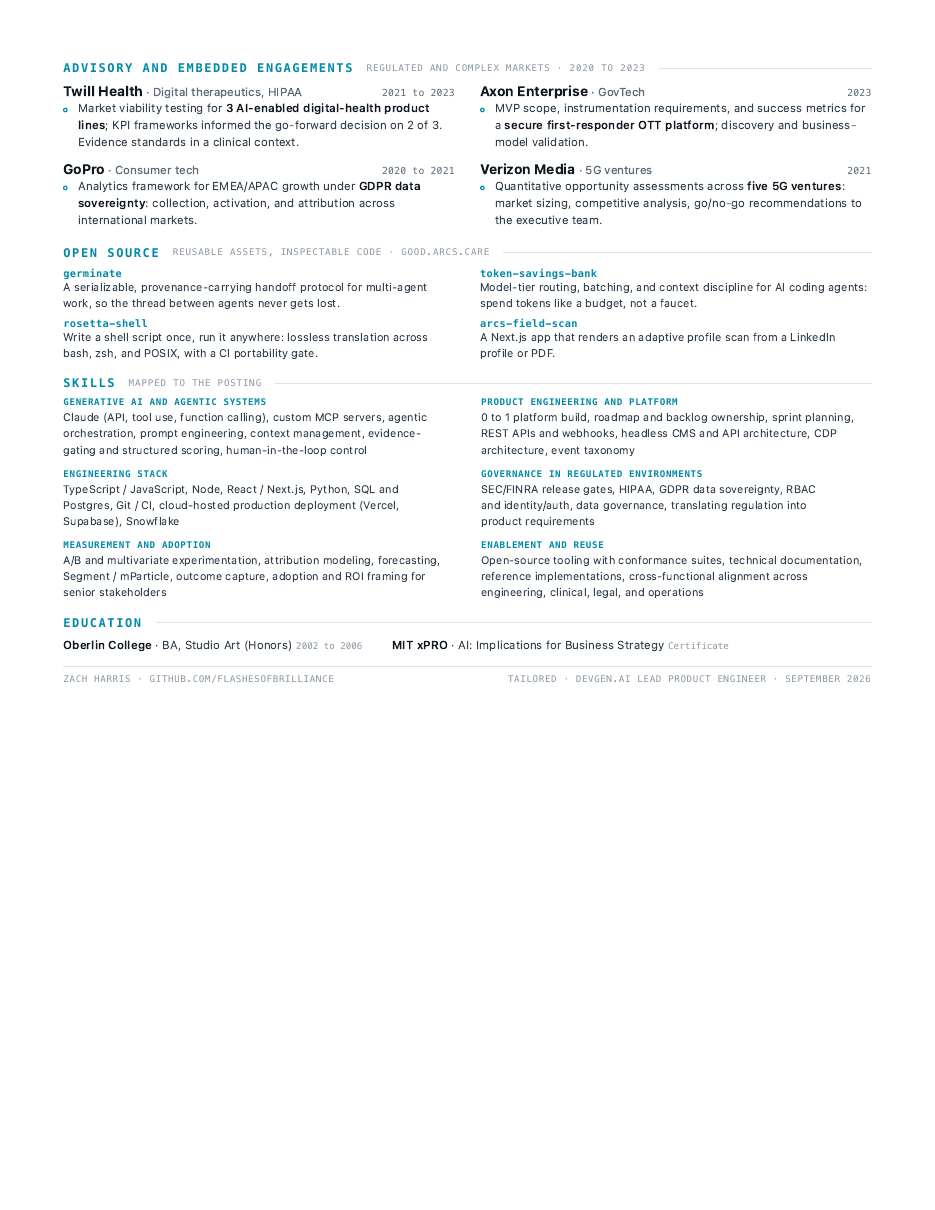 ADVISORY AND EMBEDDED ENGAGEMENTS REGULATED AND COMPLEX MARKETS · 2020 TO 2023
Twill Health · Digital therapeutics, HIPAA 2021 to 2023
Market viability testing for 3 AI-enabled digital-health product
lines; KPI frameworks informed the go-forward decision on 2 of 3.
Evidence standards in a clinical context.
Axon Enterprise · GovTech 2023
MVP scope, instrumentation requirements, and success metrics for
a secure first-responder OTT platform; discovery and business-
model validation.
GoPro · Consumer tech 2020 to 2021
Analytics framework for EMEA/APAC growth under GDPR data
sovereignty: collection, activation, and attribution across
international markets.
Verizon Media · 5G ventures 2021
Quantitative opportunity assessments across five 5G ventures:
market sizing, competitive analysis, go/no-go recommendations to
the executive team.
OPEN SOURCE REUSABLE ASSETS, INSPECTABLE CODE · GOOD.ARCS.CARE
germinate
A serializable, provenance-carrying handoff protocol for multi-agent
work, so the thread between agents never gets lost.
token-savings-bank
Model-tier routing, batching, and context discipline for AI coding agents:
spend tokens like a budget, not a faucet.
rosetta-shell
Write a shell script once, run it anywhere: lossless translation across
bash, zsh, and POSIX, with a CI portability gate.
arcs-field-scan
A Next.js app that renders an adaptive profile scan from a LinkedIn
profile or PDF.
SKILLS MAPPED TO THE POSTING
GENERATIVE AI AND AGENTIC SYSTEMS
Claude (API, tool use, function calling), custom MCP servers, agentic
orchestration, prompt engineering, context management, evidence-
gating and structured scoring, human-in-the-loop control
PRODUCT ENGINEERING AND PLATFORM
0 to 1 platform build, roadmap and backlog ownership, sprint planning,
REST APIs and webhooks, headless CMS and API architecture, CDP
architecture, event taxonomy
ENGINEERING STACK
TypeScript / JavaScript, Node, React / Next.js, Python, SQL and
Postgres, Git / CI, cloud-hosted production deployment (Vercel,
Supabase), Snowflake
GOVERNANCE IN REGULATED ENVIRONMENTS
SEC/FINRA release gates, HIPAA, GDPR data sovereignty, RBAC
and identity/auth, data governance, translating regulation into
product requirements
MEASUREMENT AND ADOPTION
A/B and multivariate experimentation, attribution modeling, forecasting,
Segment / mParticle, outcome capture, adoption and ROI framing for
senior stakeholders
ENABLEMENT AND REUSE
Open-source tooling with conformance suites, technical documentation,
reference implementations, cross-functional alignment across
engineering, clinical, legal, and operations
EDUCATION
Oberlin College · BA, Studio Art (Honors) 2002 to 2006 MIT xPRO · AI: Implications for Business Strategy Certificate
ZACH HARRIS · GITHUB.COM/FLASHESOFBRILLIANCE TAILORED · DEVGEN.AI LEAD PRODUCT ENGINEER · SEPTEMBER 2026